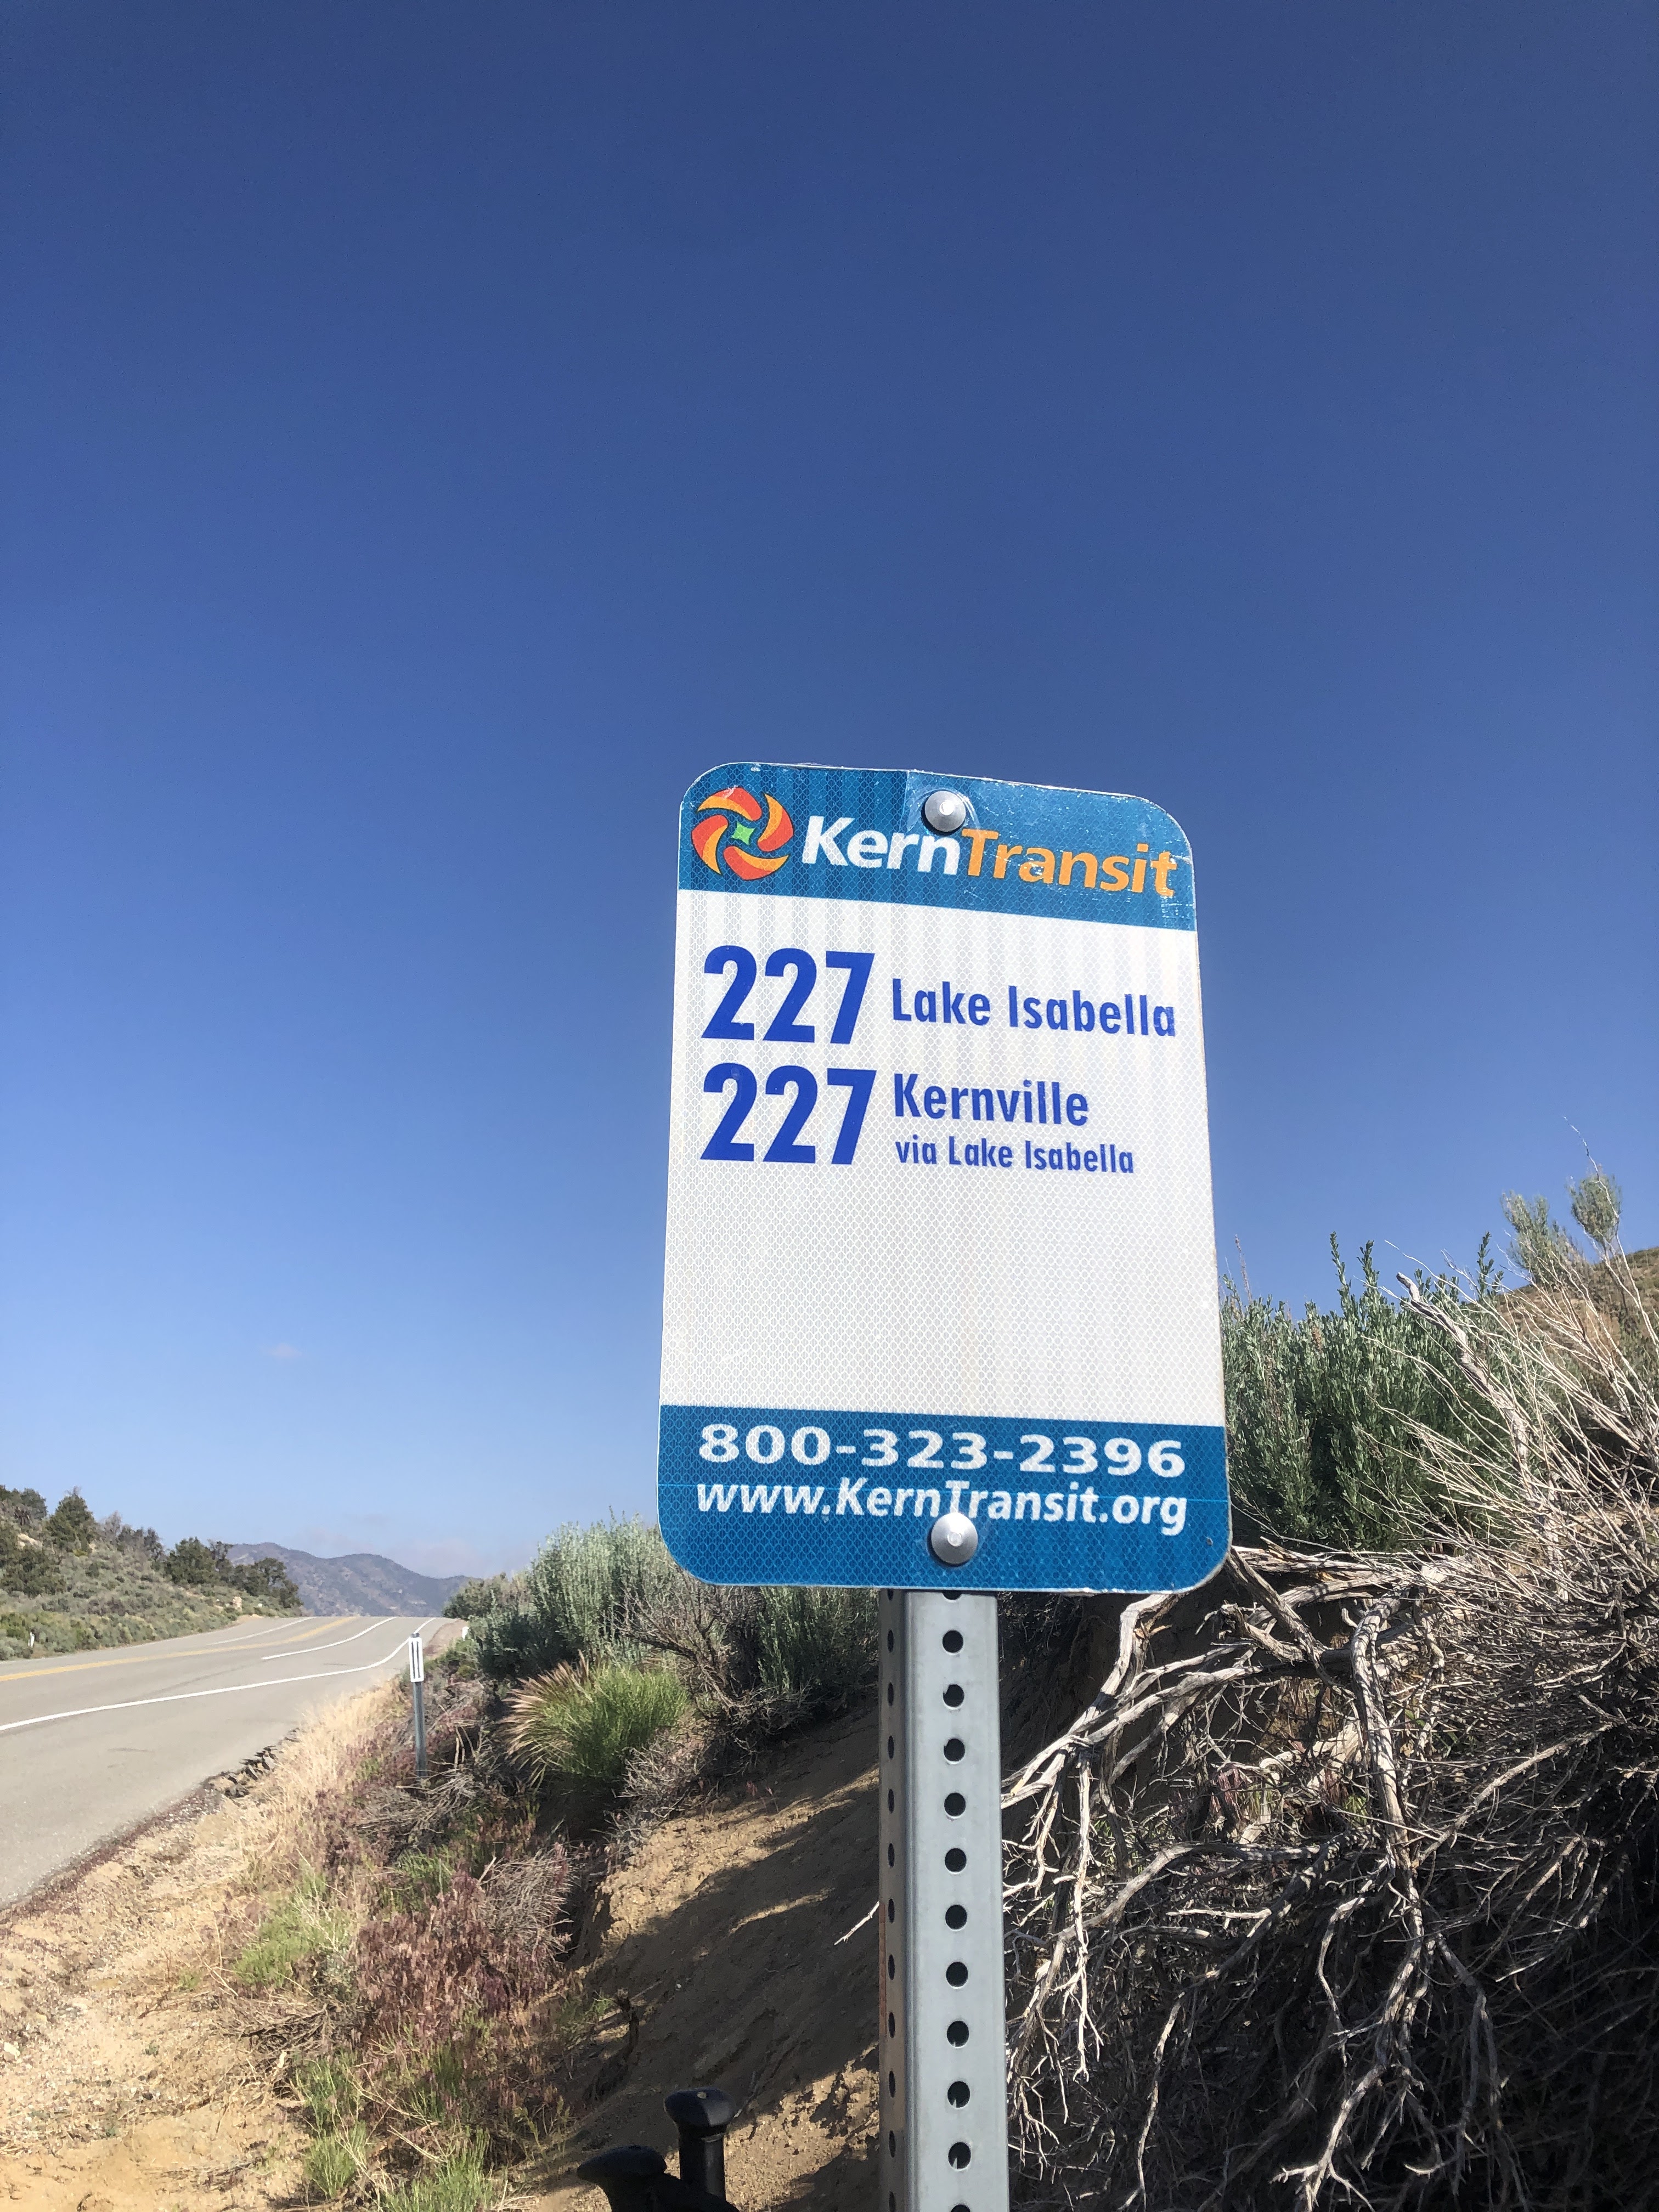 KernTransit
227 Lake Isabella
227 Kernville
via Lake Isabella
800-323-2396
www.KernTransit.org